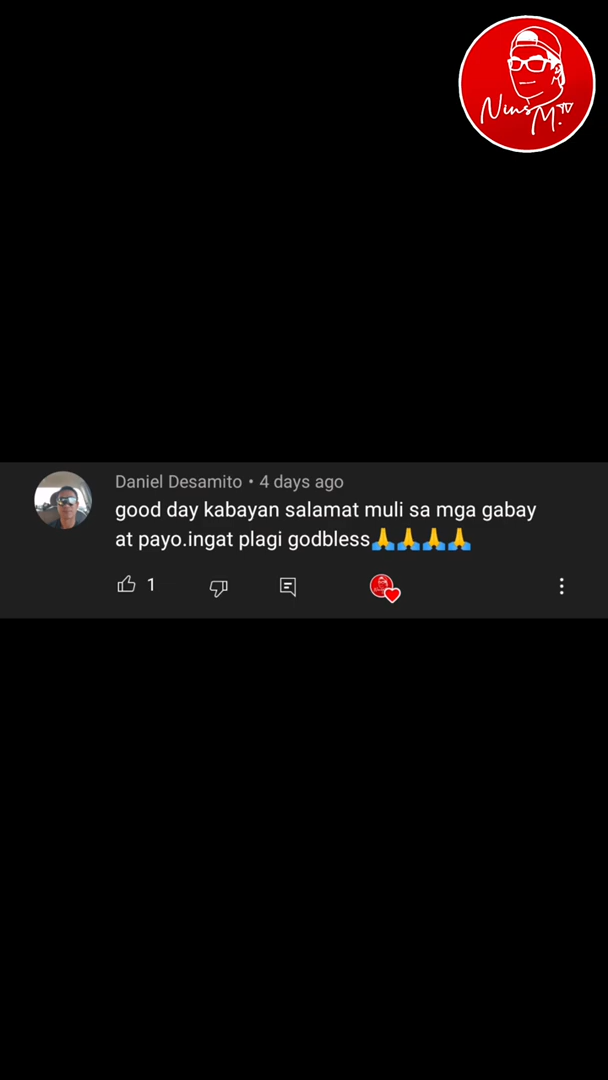 Nins
M. TV
Daniel Desamito • 4 days ago
good day kabayan salamat muli sa mga gabay
at payo.ingat plagi godbless🙏🙏🙏🙏
1